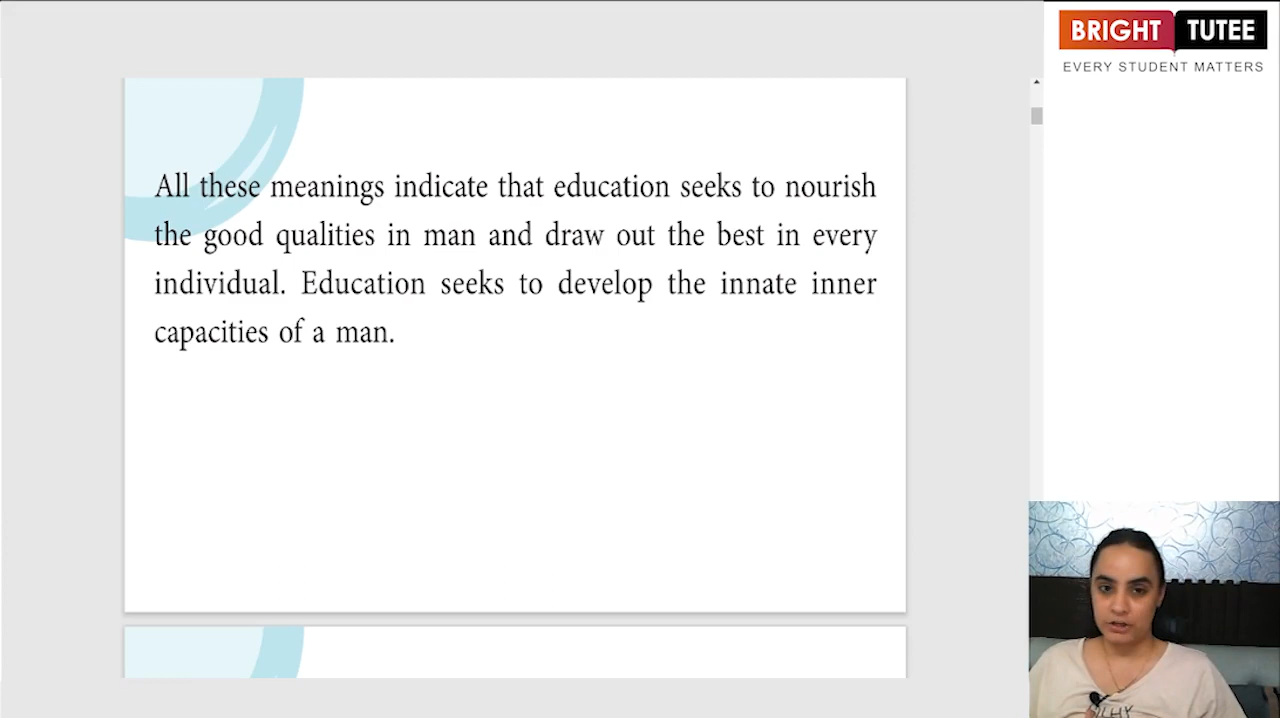 BRIGHT TUTEE
EVERY STUDENT MATTERS
All these meanings indicate that education seeks to nourish
the good qualities in man and draw out the best in every
individual. Education seeks to develop the innate inner
capacities of a man.